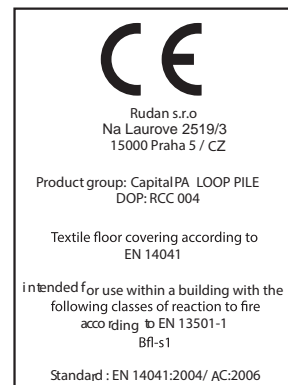 CE
Rudan s.r.o
Na Laurove 2519/3
15000 Praha 5 / CZ
Product group: Capital PA LOOP PILE
DOP: RCC 004
Textile floor covering according to
EN 14041
intended for use within a building with the
following classes of reaction to fire
according to EN 13501-1
Bfl-s1
Standard : EN 14041:2004/ AC:2006